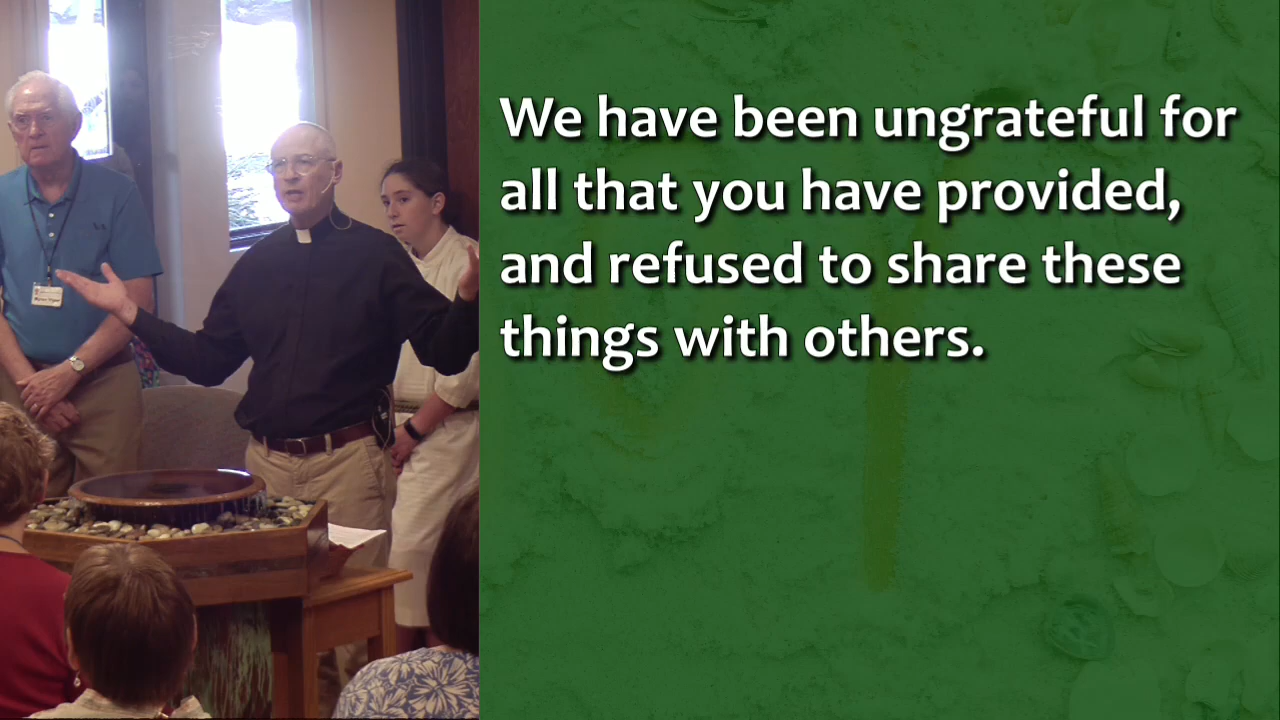 We have been ungrateful for
all that you have provided,
and refused to share these
things with others.